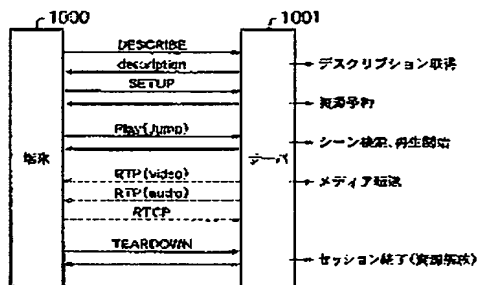 1000
1001
DESCRIBE
description
デスクリプション取得
SETUP
資源予約
Play(Jump)
シーン検索、再生開始
端末
サーバ
RTP(video)
メディア転送
RTP(audio)
RTCP
TEARDOWN
セッション終了(資源解放)